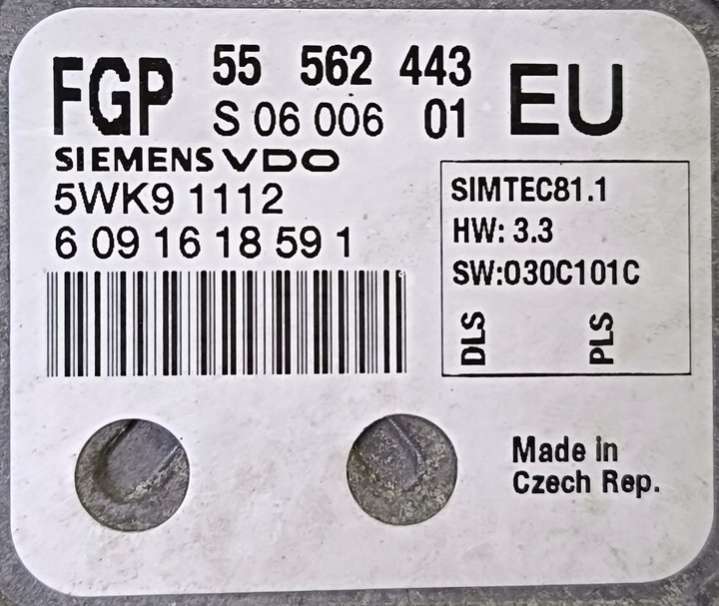 FGP 55 562 443 EU
S 06 006 01
SIEMENS VDO
5WK9 1112
6 09 16 18 59 1
SIMTEC81.1
HW: 3.3
SW:030C101C
DLS PLS
Made in
Czech Rep.